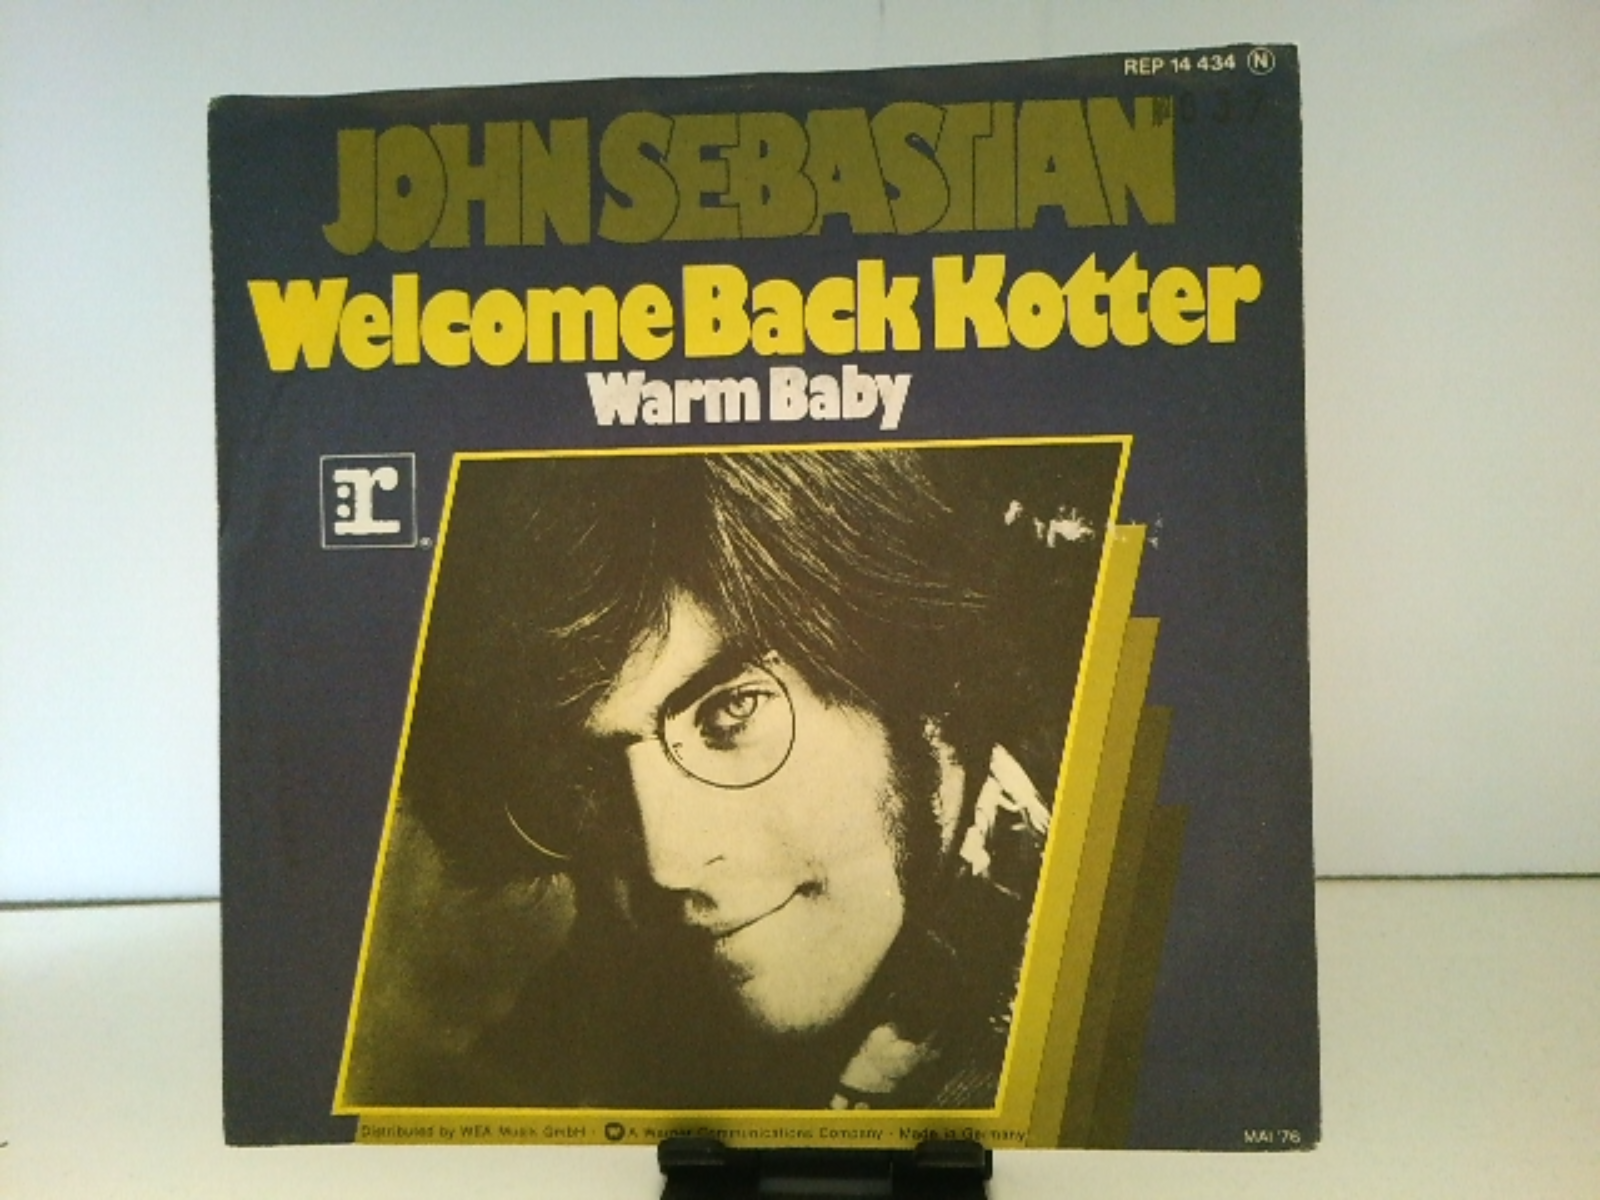 REP 14 434 Ⓝ
637
JOHN SEBASTIAN
Welcome Back Kotter
Warm Baby
r
Distributed by WEA Musik GmbH · A Warner Communications Company · Made in Germany
MAI '76